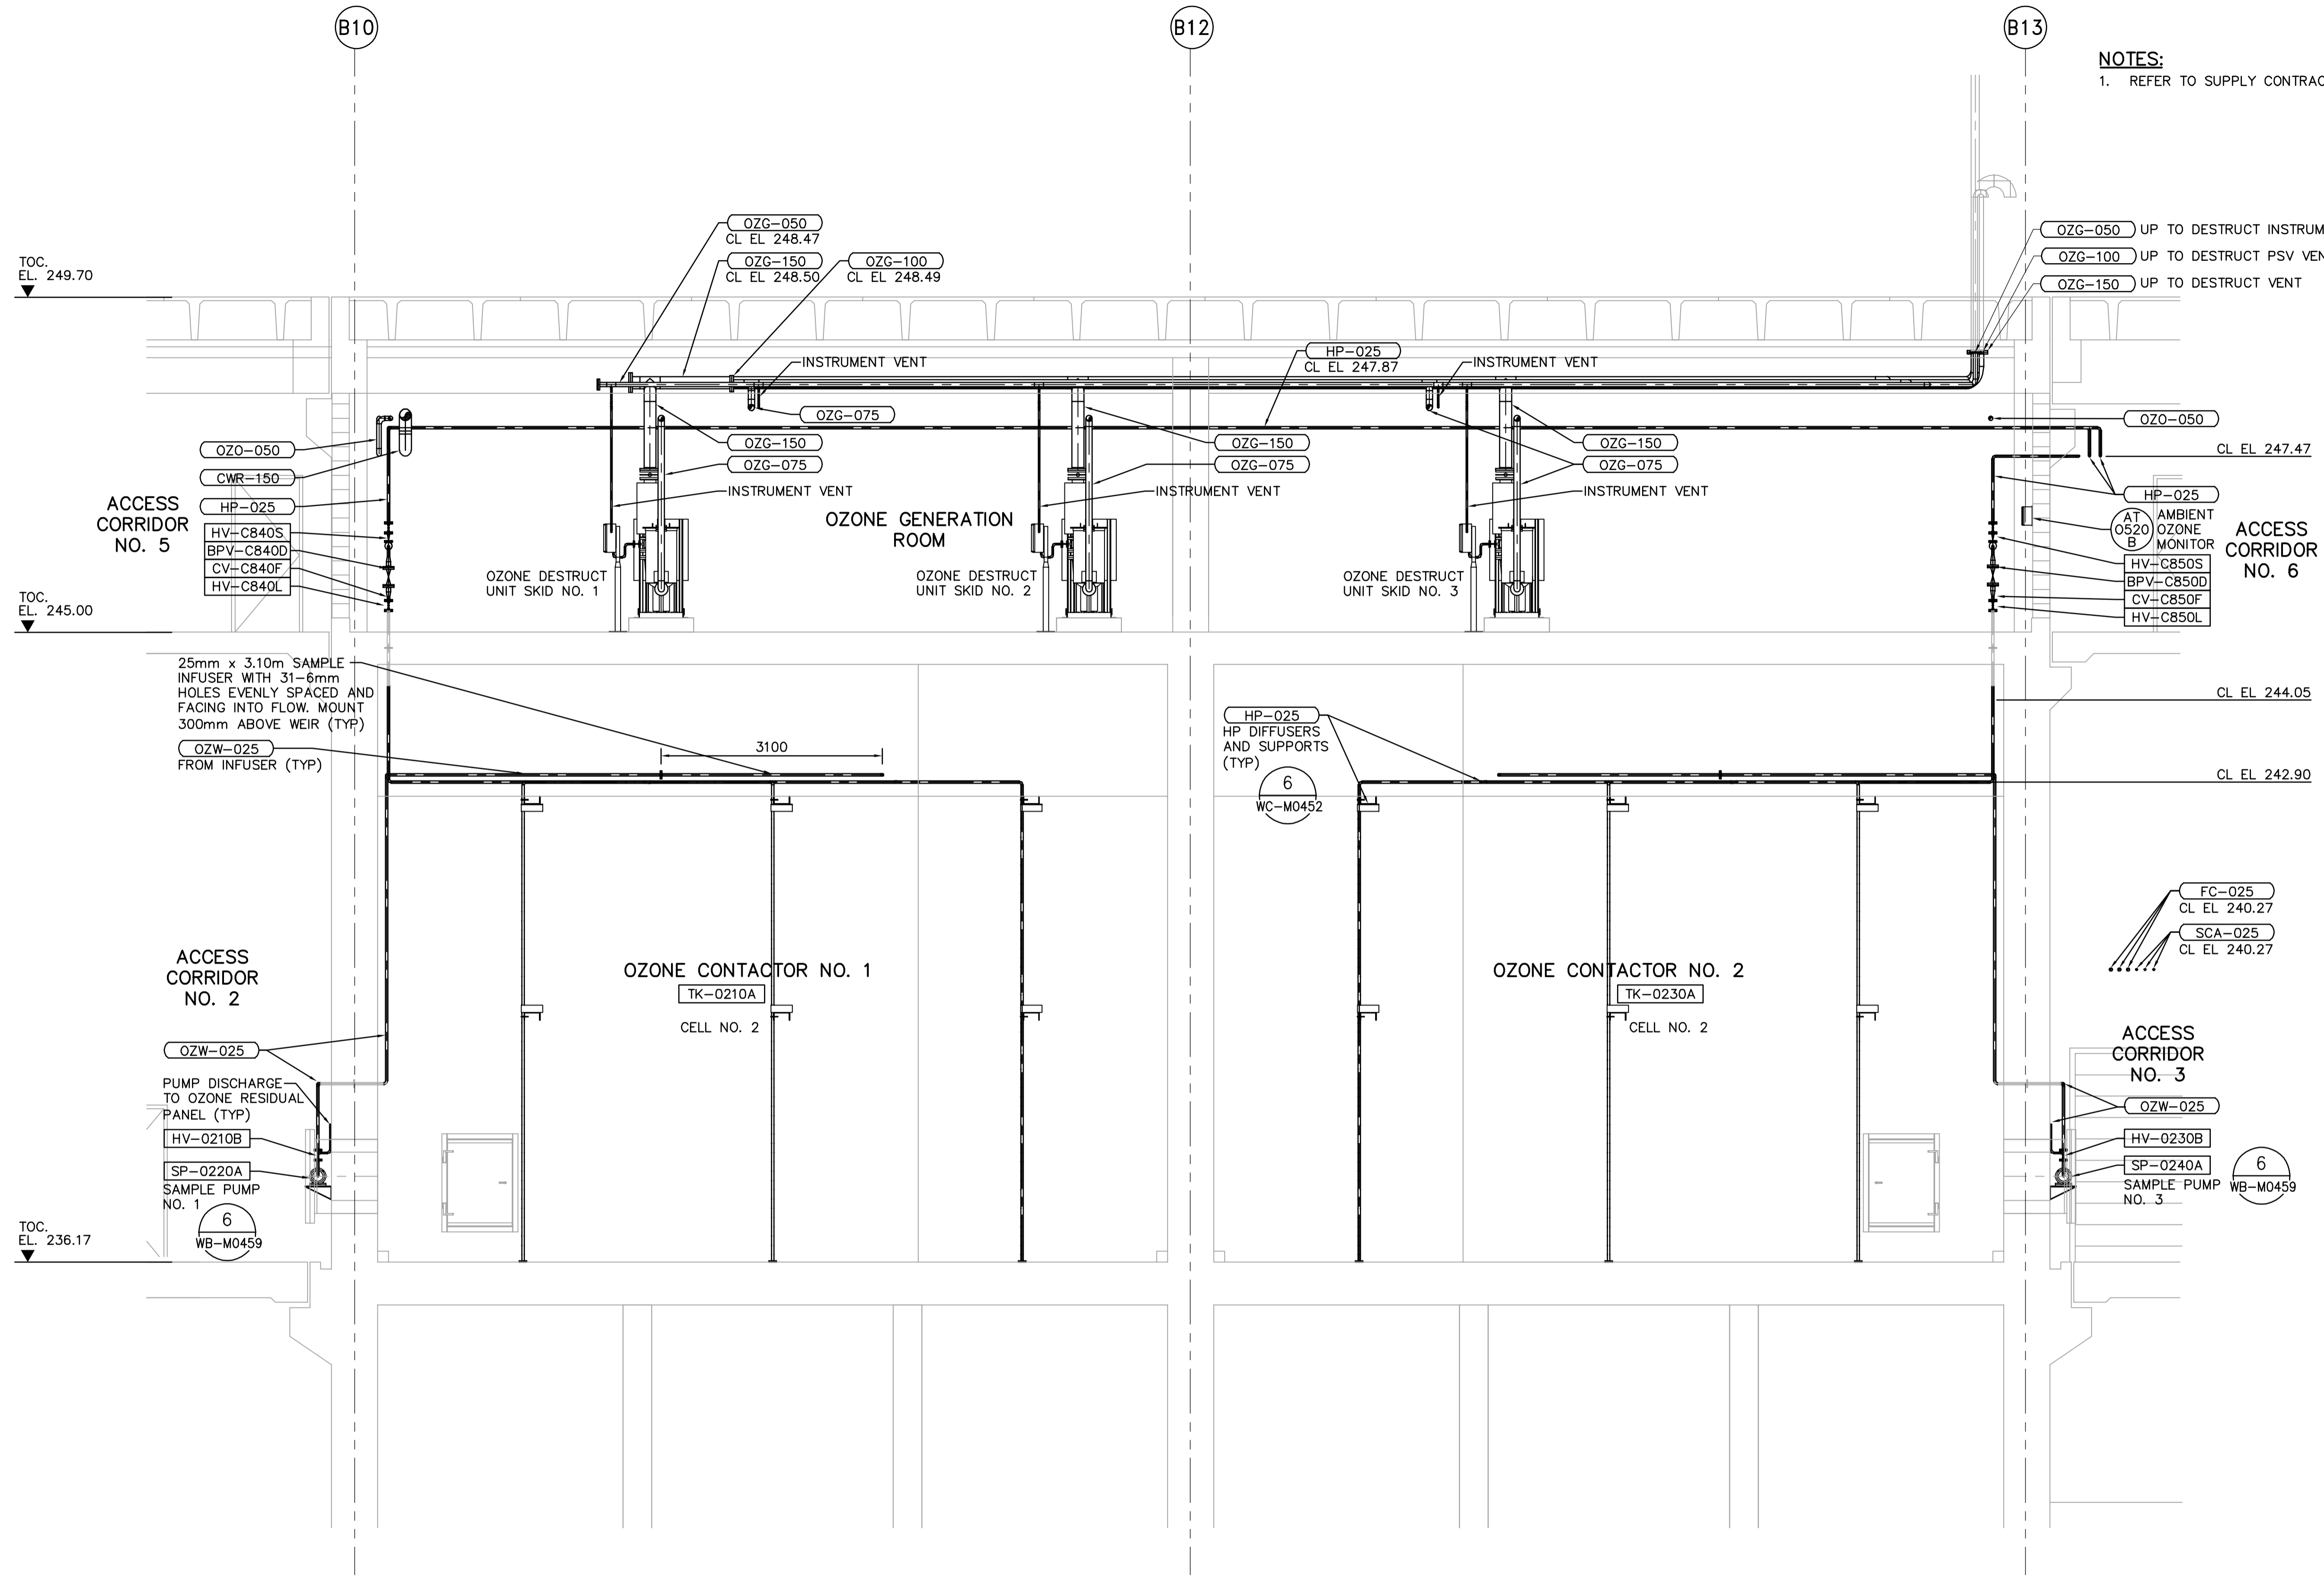 B10
B12
B13
NOTES:
1. REFER TO SUPPLY CONTRAC
OZG-050
CL EL 248.47
OZG-150
CL EL 248.50
OZG-100
CL EL 248.49
OZG-050 UP TO DESTRUCT INSTRUM
OZG-100 UP TO DESTRUCT PSV VEN
OZG-150 UP TO DESTRUCT VENT
TOC.
EL. 249.70
INSTRUMENT VENT
HP-025
CL EL 247.87
INSTRUMENT VENT
OZG-075
OZO-050
OZO-050
OZG-150
OZG-150
OZG-150
CL EL 247.47
OZG-075
OZG-075
OZG-075
CWR-150
INSTRUMENT VENT
INSTRUMENT VENT
INSTRUMENT VENT
HP-025
HP-025
ACCESS
CORRIDOR
NO. 5
OZONE GENERATION
ROOM
AT
0520
B
AMBIENT
OZONE
MONITOR
ACCESS
CORRIDOR
NO. 6
HV-C840S
BPV-C840D
CV-C840F
HV-C840L
HV-C850S
BPV-C850D
CV-C850F
HV-C850L
OZONE DESTRUCT
UNIT SKID NO. 1
OZONE DESTRUCT
UNIT SKID NO. 2
OZONE DESTRUCT
UNIT SKID NO. 3
TOC.
EL. 245.00
25mm x 3.10m SAMPLE
INFUSER WITH 31-6mm
HOLES EVENLY SPACED AND
FACING INTO FLOW. MOUNT
300mm ABOVE WEIR (TYP)
CL EL 244.05
OZW-025
FROM INFUSER (TYP)
3100
HP-025
HP DIFFUSERS
AND SUPPORTS
(TYP)
6
WC-M0452
CL EL 242.90
FC-025
CL EL 240.27
SCA-025
CL EL 240.27
ACCESS
CORRIDOR
NO. 2
OZONE CONTACTOR NO. 1
TK-0210A
CELL NO. 2
OZONE CONTACTOR NO. 2
TK-0230A
CELL NO. 2
ACCESS
CORRIDOR
NO. 3
OZW-025
PUMP DISCHARGE
TO OZONE RESIDUAL
PANEL (TYP)
HV-0210B
SP-0220A
SAMPLE PUMP
NO. 1
6
WB-M0459
OZW-025
HV-0230B
SP-0240A
SAMPLE PUMP
NO. 3
6
WB-M0459
TOC.
EL. 236.17